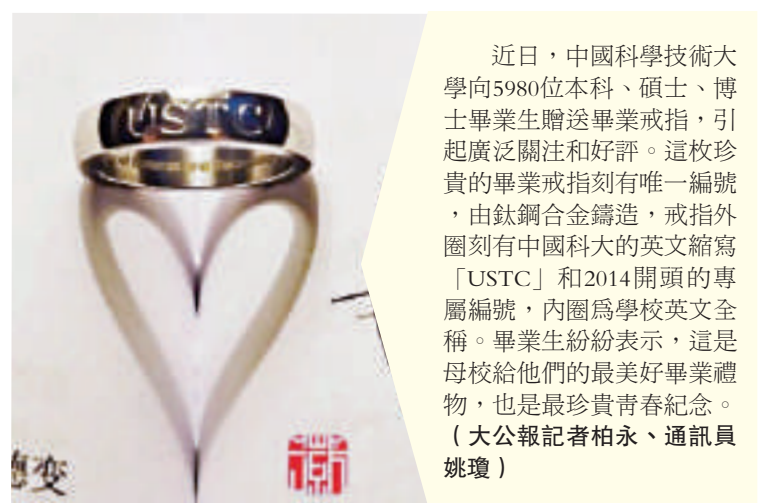 USTC
近日，中國科學技術大
學向5980位本科、碩士、博
士畢業生贈送畢業戒指，引
起廣泛關注和好評。這枚珍
貴的畢業戒指刻有唯一編號
，由鈦鋼合金鑄造，戒指外
圈刻有中國科大的英文縮寫
「USTC」和2014開頭的專
屬編號，內圈爲學校英文全
稱。畢業生紛紛表示，這是
母校給他們的最美好畢業禮
物，也是最珍貴青春紀念。
（大公報記者柏永、通訊員
姚瓊）